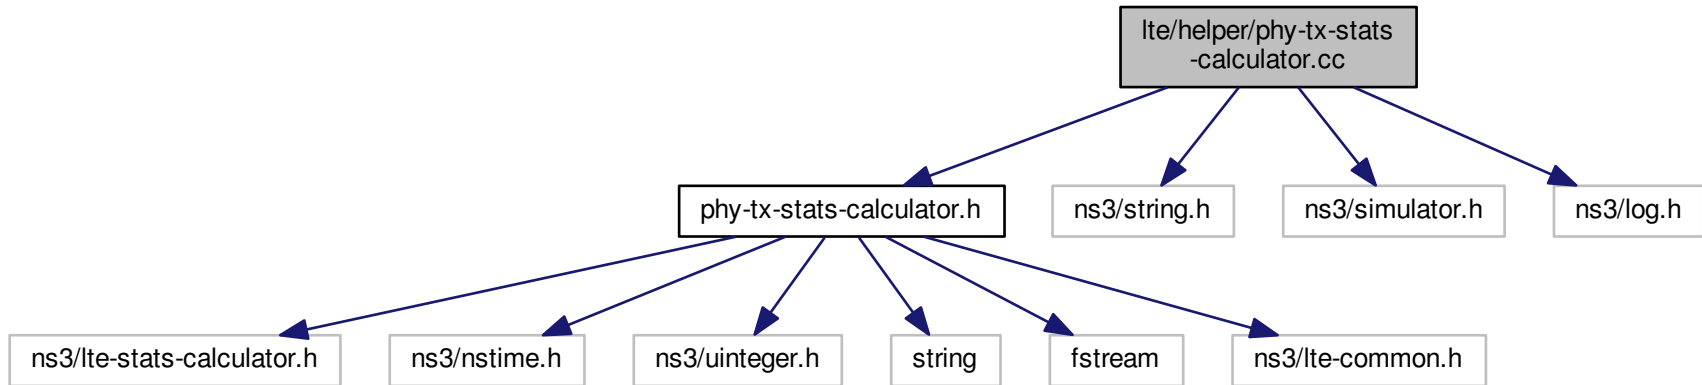 lte/helper/phy-tx-stats
-calculator.cc
phy-tx-stats-calculator.h
ns3/string.h
ns3/simulator.h
ns3/log.h
ns3/lte-stats-calculator.h
ns3/nstime.h
ns3/uinteger.h
string
fstream
ns3/lte-common.h